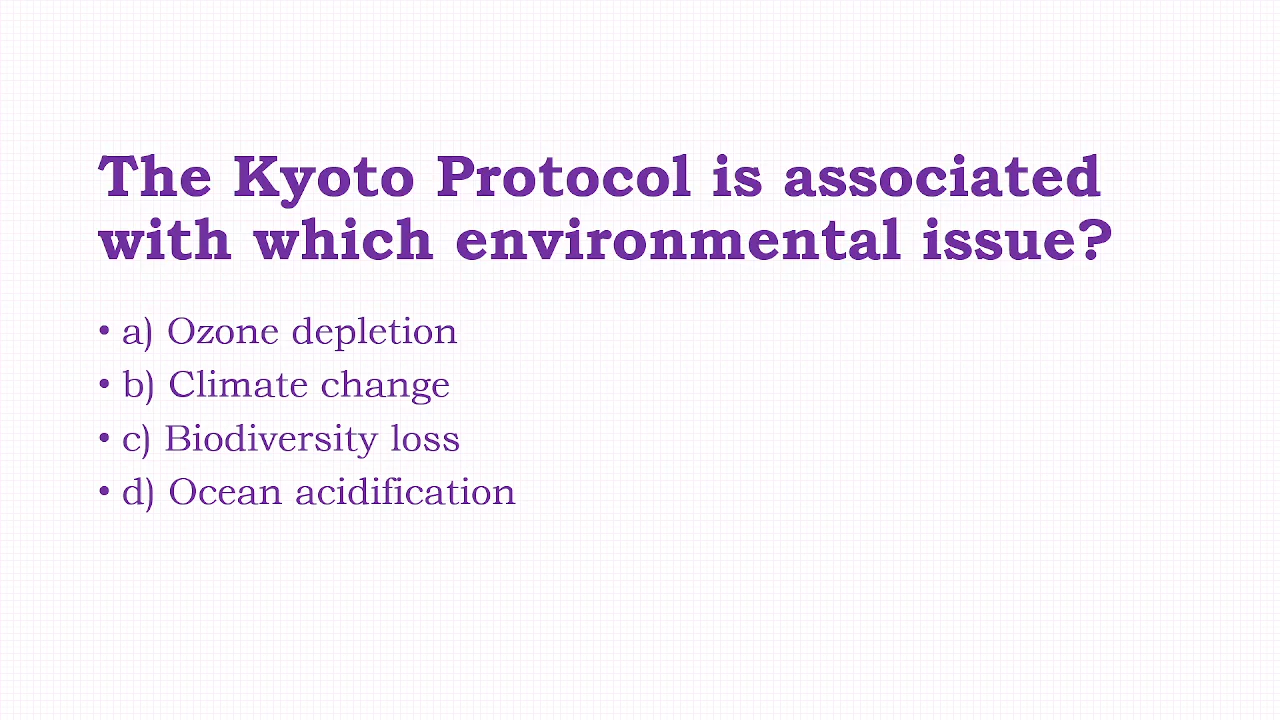 The Kyoto Protocol is associated
with which environmental issue?
• a) Ozone depletion
• b) Climate change
• c) Biodiversity loss
• d) Ocean acidification